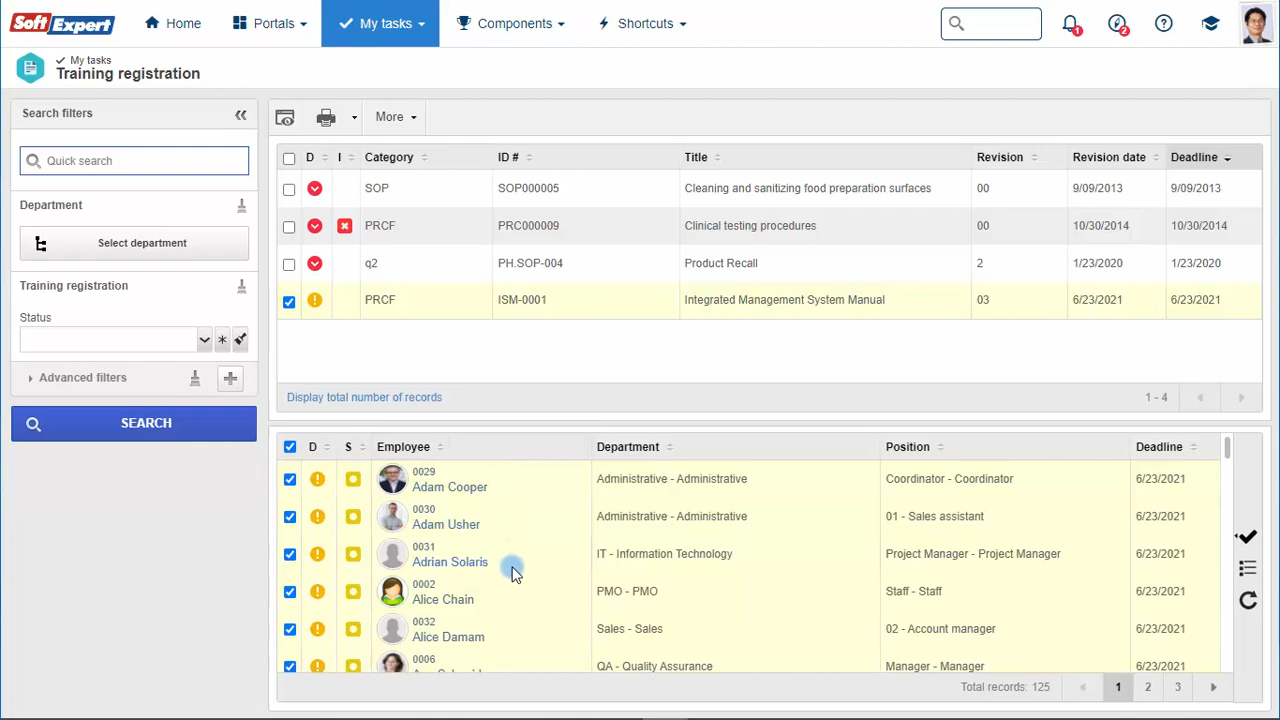 SoftExpert
Home
Portals
My tasks
Components
Shortcuts
1
2
My tasks
Training registration
Search filters
Quick search
Department
Select department
Training registration
Status
Advanced filters
SEARCH
More
D I Category ID # Title Revision Revision date Deadline
SOP SOP000005 Cleaning and sanitizing food preparation surfaces 00 9/09/2013 9/09/2013
PRCF PRC000009 Clinical testing procedures 00 10/30/2014 10/30/2014
q2 PH.SOP-004 Product Recall 2 1/23/2020 1/23/2020
PRCF ISM-0001 Integrated Management System Manual 03 6/23/2021 6/23/2021
Display total number of records 1 - 4
D S Employee Department Position Deadline
0029
Adam Cooper Administrative - Administrative Coordinator - Coordinator 6/23/2021
0030
Adam Usher Administrative - Administrative 01 - Sales assistant 6/23/2021
0031
Adrian Solaris IT - Information Technology Project Manager - Project Manager 6/23/2021
0002
Alice Chain PMO - PMO Staff - Staff 6/23/2021
0032
Alice Damam Sales - Sales 02 - Account manager 6/23/2021
0006
QA - Quality Assurance Manager - Manager 6/23/2021
Total records: 125 1 2 3